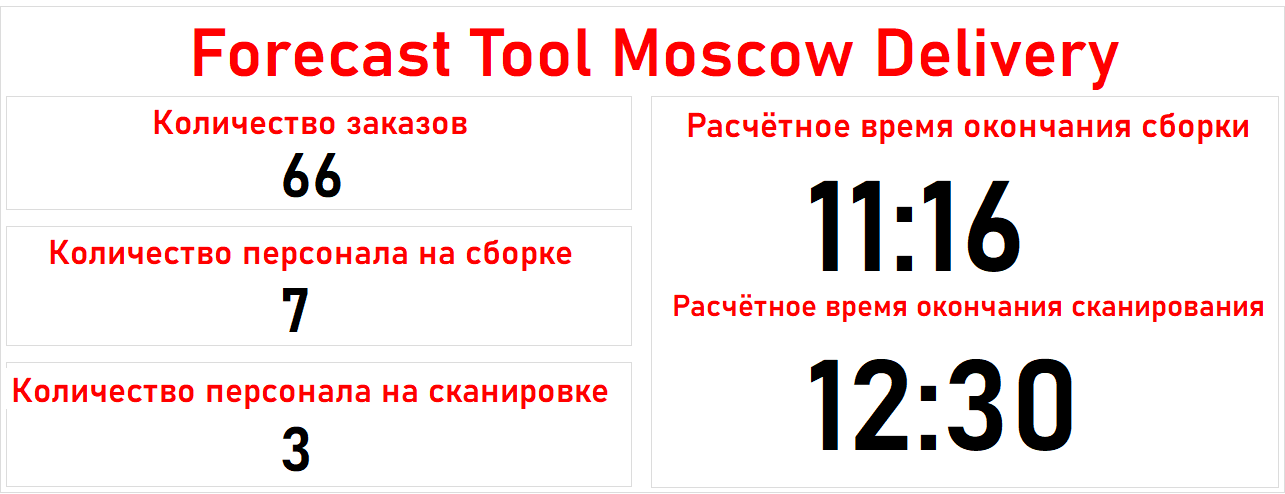 Forecast Tool Moscow Delivery
Количество заказов
66
Количество персонала на сборке
7
Количество персонала на сканировке
3
Расчётное время окончания сборки
11:16
Расчётное время окончания сканирования
12:30